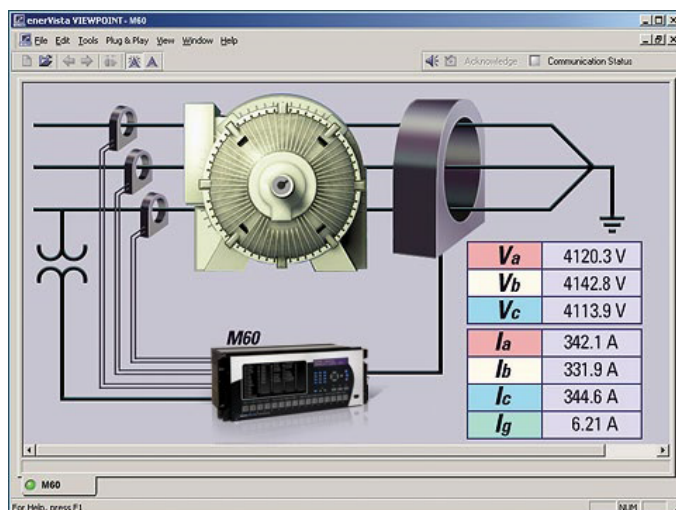 enerVista VIEWPOINT - M60
File Edit Tools Plug & Play View Window Help
Acknowledge Communication Status
M60
Va 4120.3 V
Vb 4142.8 V
Vc 4113.9 V
Ia 342.1 A
Ib 331.9 A
Ic 344.6 A
Ig 6.21 A
M60
For Help, press F1
NUM